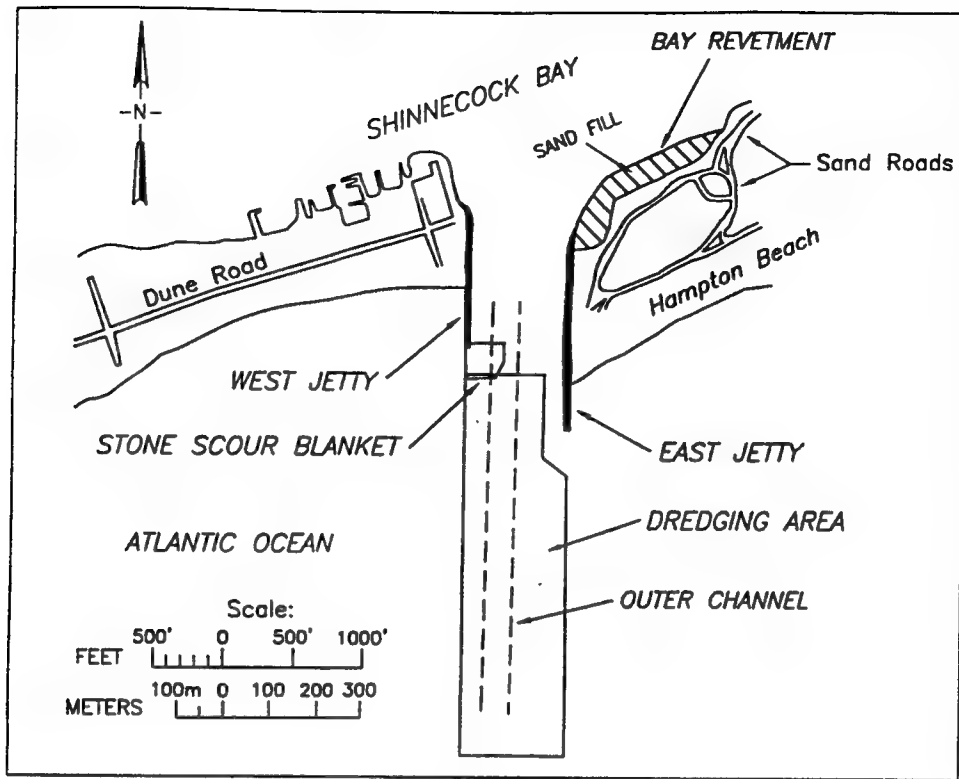 BAY REVETMENT
-N-
SHINNECOCK BAY
SAND FILL
Sand Roads
Dune Road
Hampton Beach
WEST JETTY
STONE SCOUR BLANKET
EAST JETTY
DREDGING AREA
ATLANTIC OCEAN
OUTER CHANNEL
Scale:
500' 0 500' 1000'
FEET
100m 0 100 200 300
METERS